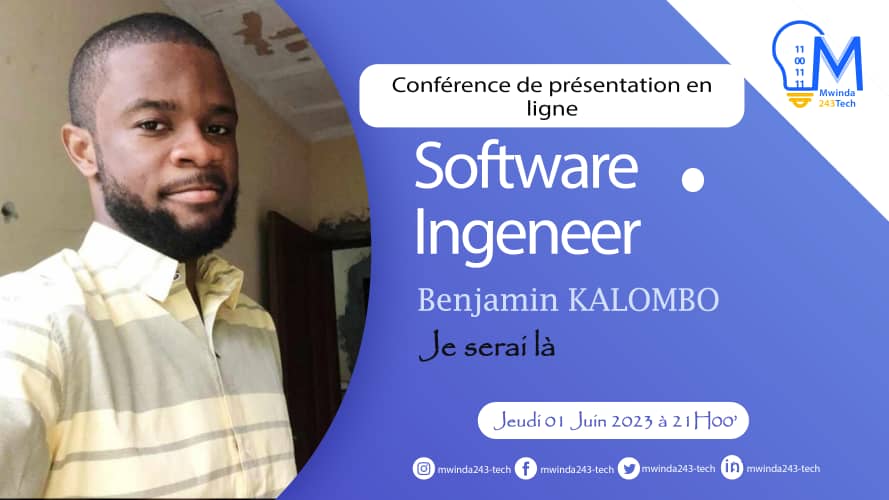 11
00
11
11
M
Mwinda
243Tech
Conférence de présentation en
ligne
Software
Ingeneer
Benjamin KALOMBO
Je serai là
Jeudi 01 Juin 2023 à 21H00'
mwinda243-tech mwinda243-tech mwinda243-tech in mwinda243-tech